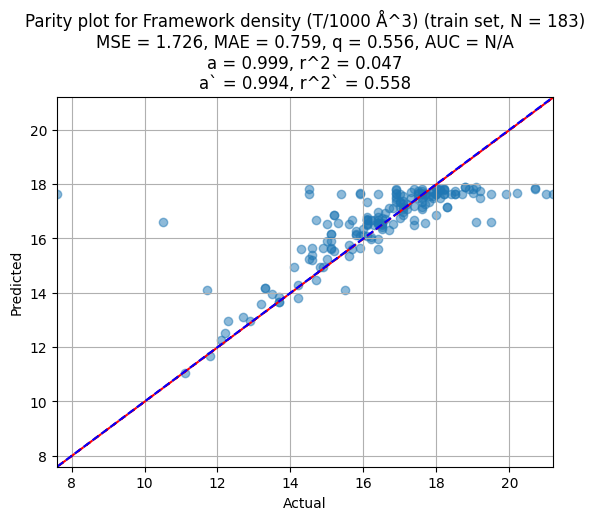 Parity plot for Framework density (T/1000 Å^3) (train set, N = 183)
MSE = 1.726, MAE = 0.759, q = 0.556, AUC = N/A
a = 0.999, r^2 = 0.047
a` = 0.994, r^2` = 0.558
20
18
16
14
12
10
8
Predicted
8 10 12 14 16 18 20
Actual